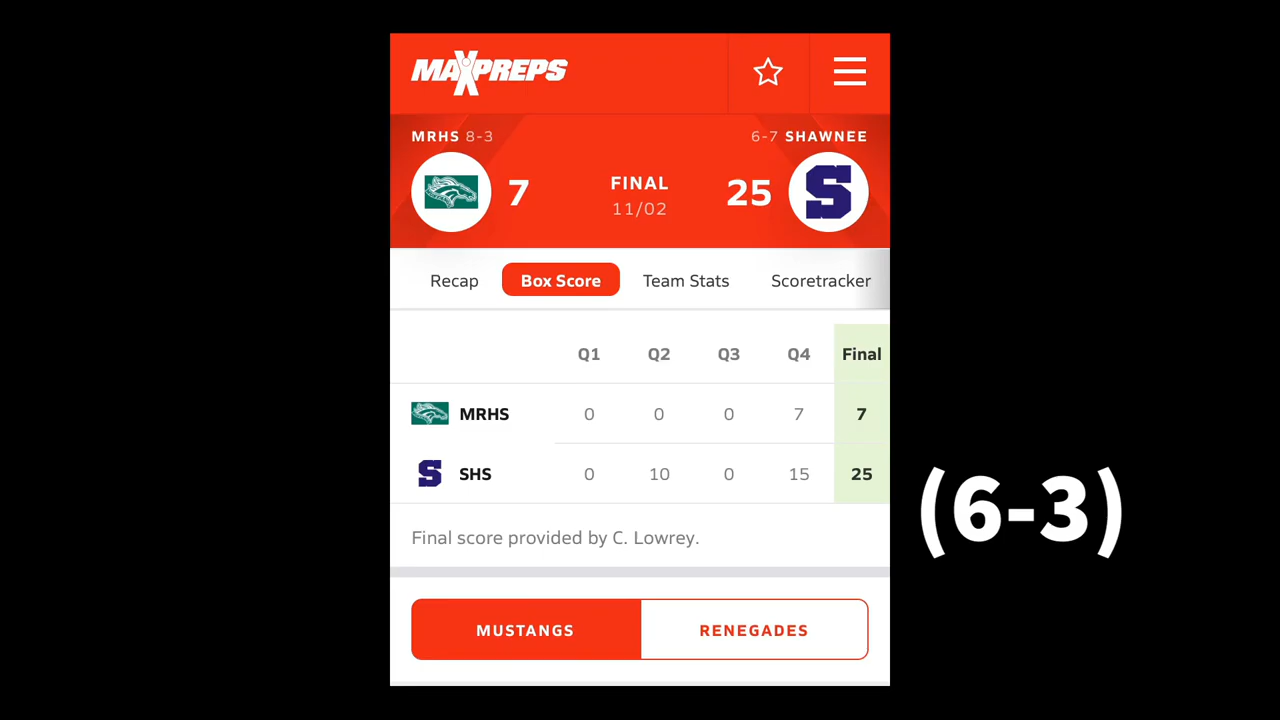 MAXPREPS
MRHS 8-3
6-7 SHAWNEE
7
FINAL
11/02
25
S
Recap
Box Score
Team Stats
Scoretracker
Q1 Q2 Q3 Q4 Final
MRHS 0 0 0 7 7
S SHS 0 10 0 15 25
(6-3)
Final score provided by C. Lowrey.
MUSTANGS
RENEGADES